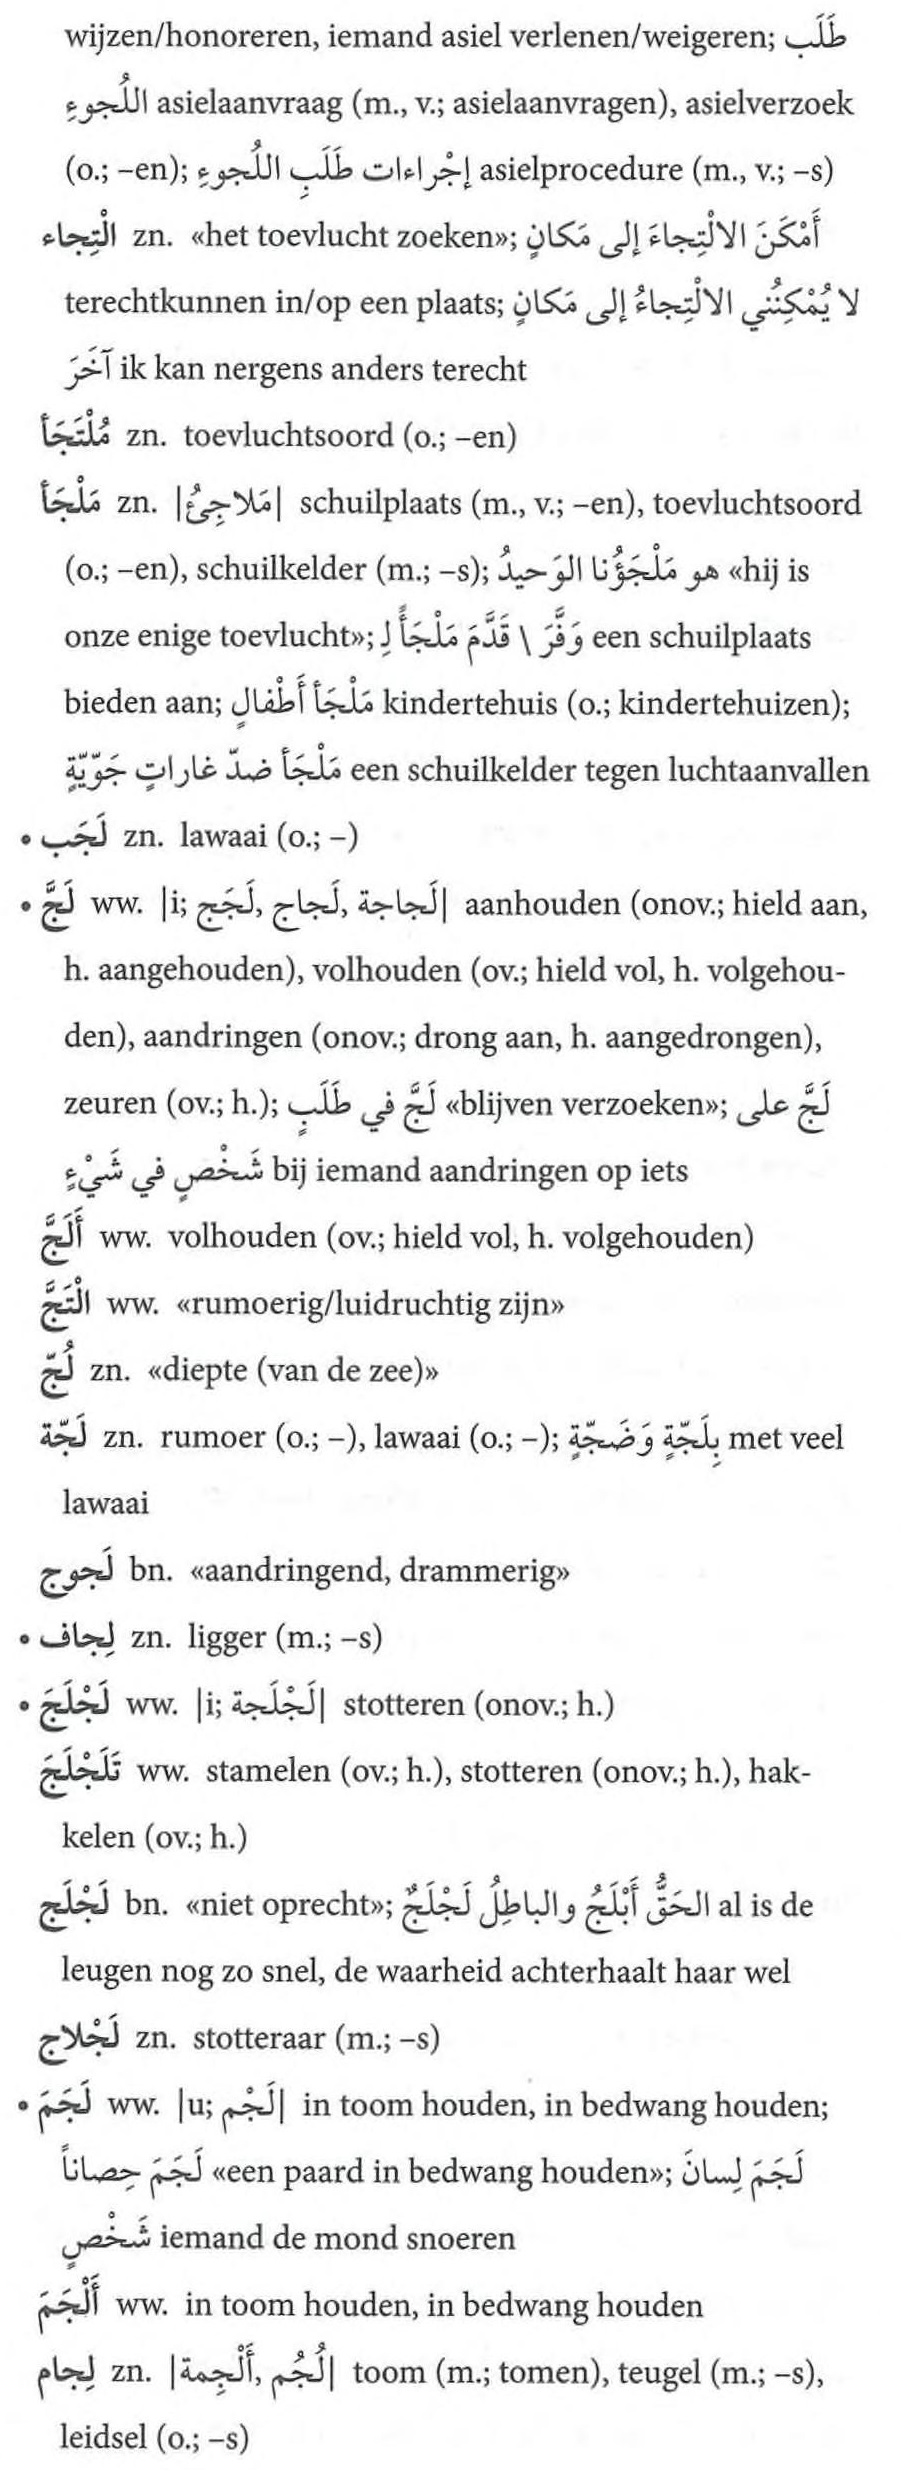 wijzen/honoreren, iemand asiel verlenen/weigeren; طَلَب
اللُجوءِ asielaanvraag (m., v.; asielaanvragen), asielverzoek
(o.; –en); إجْراءات طَلَبِ اللُجوءِ asielprocedure (m., v.; –s)
الْتِجاء zn. «het toevlucht zoeken»; أَمْكَنَ الالْتِجاءَ إلى مَكانٍ
terechtkunnen in/op een plaats; لا يُمْكِنُني الالْتِجاءُ إلى مَكانٍ
آخَرَ ik kan nergens anders terecht
مُلْتَجَأ zn. toevluchtsoord (o.; –en)
مَلْجَأ zn. |مَلاجِئُ| schuilplaats (m., v.; –en), toevluchtsoord
(o.; –en), schuilkelder (m.; –s); هو مَلْجَؤُنا الوَحيدُ «hij is
onze enige toevlucht»; وَفَّرَ \ قَدَّمَ مَلْجَأً لِ een schuilplaats
bieden aan; مَلْجَأ أَطْفالٍ kindertehuis (o.; kindertehuizen);
مَلْجَأ ضدّ غاراتٍ جَوّيّةٍ een schuilkelder tegen luchtaanvallen
• لَجَب zn. lawaai (o.; –)
• لَجَّ ww. |i; لَجَج, لَجاج, لَجاجة| aanhouden (onov.; hield aan,
h. aangehouden), volhouden (ov.; hield vol, h. volgehou-
den), aandringen (onov.; drong aan, h. aangedrongen),
zeuren (ov.; h.); لَجَّ في طَلَبٍ «blijven verzoeken»; لَجَّ على
شَخْصٍ في شَيْءٍ bij iemand aandringen op iets
أَلَجَّ ww. volhouden (ov.; hield vol, h. volgehouden)
الْتَجَّ ww. «rumoerig/luidruchtig zijn»
لُجّ zn. «diepte (van de zee)»
لَجّة zn. rumoer (o.; –), lawaai (o.; –); بِلَجّةٍ وَضَجّةٍ met veel
lawaai
لَجوج bn. «aandringend, drammerig»
• لِجاف zn. ligger (m.; –s)
• لَجْلَجَ ww. |i; لَجْلَجة| stotteren (onov.; h.)
تَلَجْلَجَ ww. stamelen (ov.; h.), stotteren (onov.; h.), hak-
kelen (ov.; h.)
لَجْلَج bn. «niet oprecht»; الحَقُّ أَبْلَجُ والباطِلُ لَجْلَجٌ al is de
leugen nog zo snel, de waarheid achterhaalt haar wel
لَجْلاج zn. stotteraar (m.; –s)
• لَجَمَ ww. |u; لَجْم| in toom houden, in bedwang houden;
لَجَمَ حِصاناً «een paard in bedwang houden»; لَجَمَ لِسانَ
شَخْصٍ iemand de mond snoeren
أَلْجَمَ ww. in toom houden, in bedwang houden
لِجام zn. |أَلْجِمة, لُجُم| toom (m.; tomen), teugel (m.; –s),
leidsel (o.; –s)